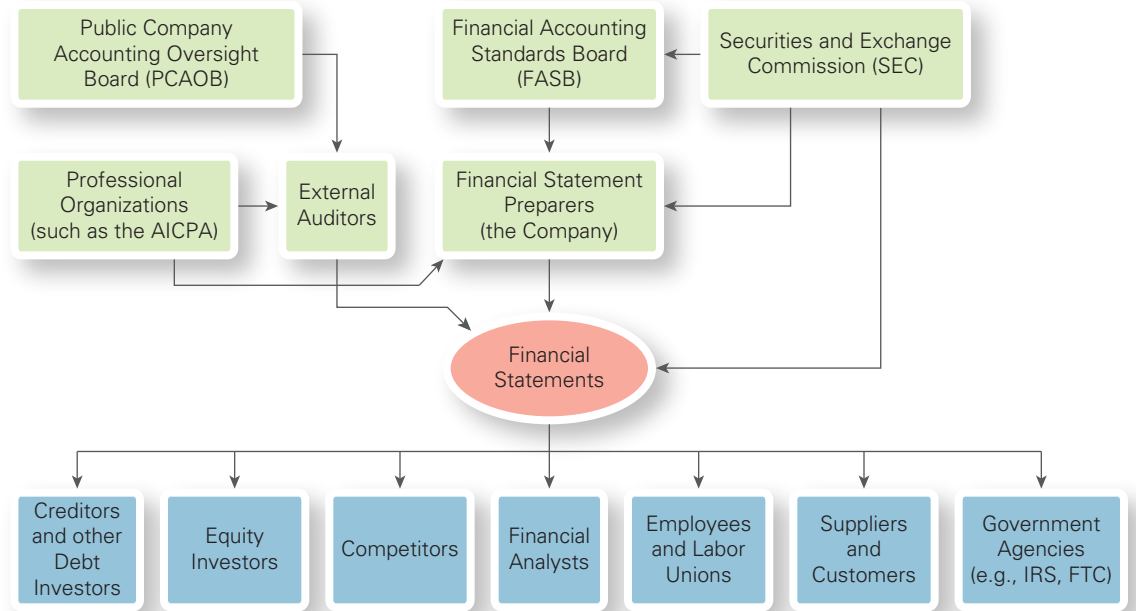 Public Company
Accounting Oversight
Board (PCAOB)
Financial Accounting
Standards Board
(FASB)
Securities and Exchange
Commission (SEC)
Professional
Organizations
(such as the AICPA)
External
Auditors
Financial Statement
Preparers
(the Company)
Financial
Statements
Creditors
and other
Debt
Investors
Equity
Investors
Competitors
Financial
Analysts
Employees
and Labor
Unions
Suppliers
and
Customers
Government
Agencies
(e.g., IRS, FTC)